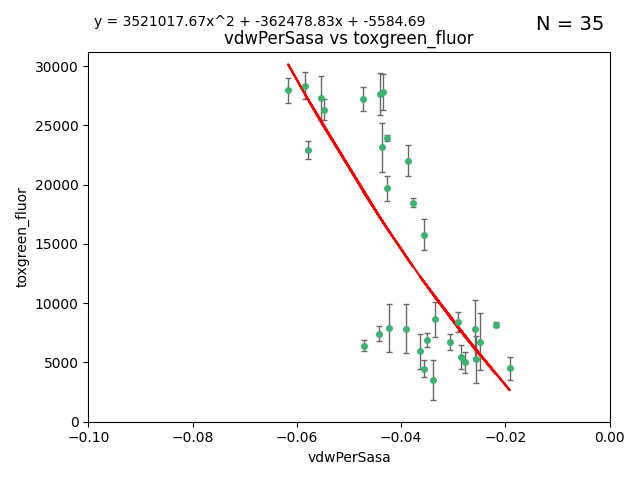 y = 3521017.67x^2 + -362478.83x + -5584.69
N = 35
vdwPerSasa vs toxgreen_fluor
30000
25000
20000
15000
10000
5000
0
toxgreen_fluor
−0.10 −0.08 −0.06 −0.04 −0.02 0.00
vdwPerSasa